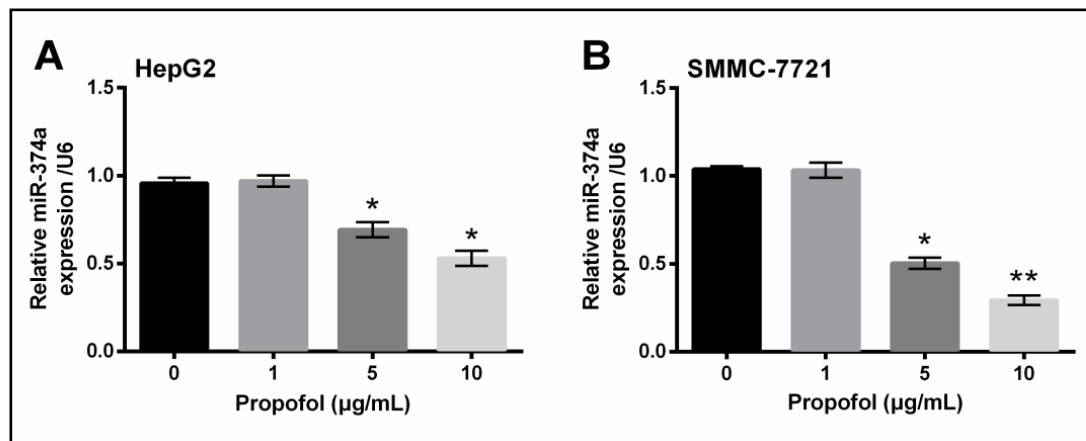 A
HepG2
Relative miR-374a
expression /U6
1.5
1.0
0.5
0.0
*
*
0 1 5 10
Propofol (μg/mL)
B
SMMC-7721
Relative miR-374a
expression /U6
1.5
1.0
0.5
0.0
*
**
0 1 5 10
Propofol (μg/mL)